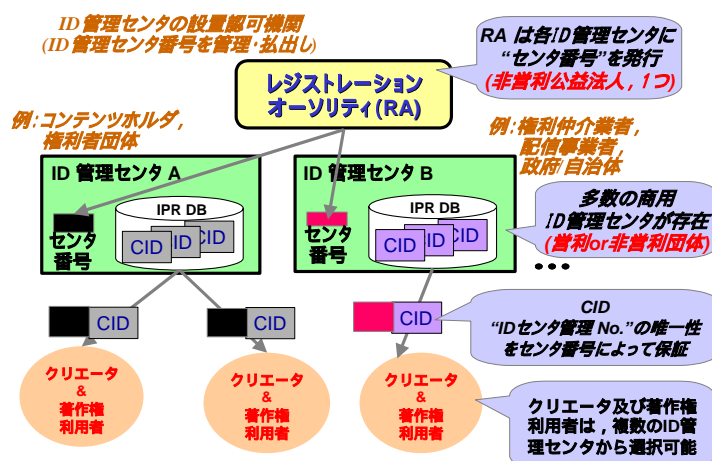 ID管理センタの設置認可機関
(ID管理センタ番号を管理・払出し)
RA は各ID管理センタに
“センタ番号”を発行
(非営利公益法人，1つ)
レジストレーション
オーソリティ(RA)
例：コンテンツホルダ，
権利者団体
例：権利仲介業者，
配信事業者，
政府/自治体
ID 管理センタ A
IPR DB
CID
CID
CID
センタ
番号
ID 管理センタ B
IPR DB
CID
CID
CID
センタ
番号
多数の商用
ID管理センタが存在
(営利or非営利団体)
•••
CID
CID
CID
CID
“IDセンタ管理 No.”の唯一性
をセンタ番号によって保証
クリエータ
&
著作権
利用者
クリエータ
&
著作権
利用者
クリエータ
&
著作権
利用者
クリエータ及び著作権
利用者は，複数のID管
理センタから選択可能